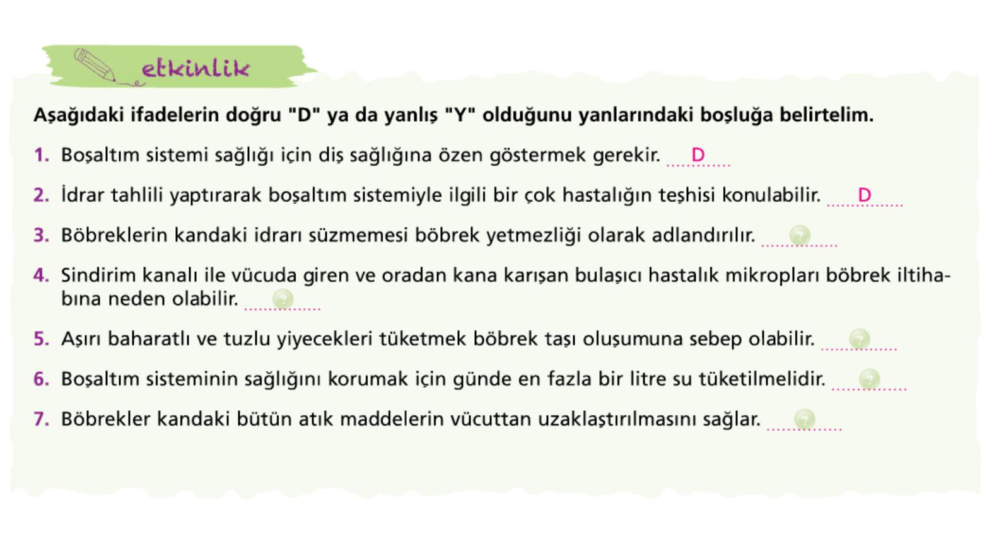 etkinlik
Aşağıdaki ifadelerin doğru "D" ya da yanlış "Y" olduğunu yanlarındaki boşluğa belirtelim.
1. Boşaltım sistemi sağlığı için diş sağlığına özen göstermek gerekir. D
2. İdrar tahlili yaptırarak boşaltım sistemiyle ilgili bir çok hastalığın teşhisi konulabilir. D
3. Böbreklerin kandaki idrarı süzmemesi böbrek yetmezliği olarak adlandırılır. ?
4. Sindirim kanalı ile vücuda giren ve oradan kana karışan bulaşıcı hastalık mikropları böbrek iltiha-
bına neden olabilir. ?
5. Aşırı baharatlı ve tuzlu yiyecekleri tüketmek böbrek taşı oluşumuna sebep olabilir. ?
6. Boşaltım sisteminin sağlığını korumak için günde en fazla bir litre su tüketilmelidir. ?
7. Böbrekler kandaki bütün atık maddelerin vücuttan uzaklaştırılmasını sağlar. ?